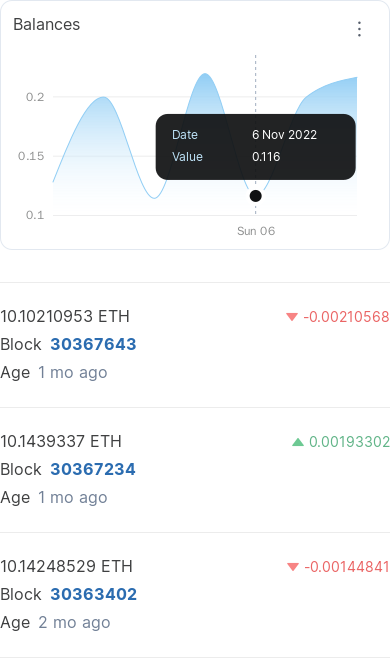 Balances
0.2
Date 6 Nov 2022
0.15
Value 0.116
0.1
Sun 06
10.10210953 ETH -0.00210568
Block 30367643
Age 1 mo ago
10.1439337 ETH 0.00193302
Block 30367234
Age 1 mo ago
10.14248529 ETH -0.00144841
Block 30363402
Age 2 mo ago